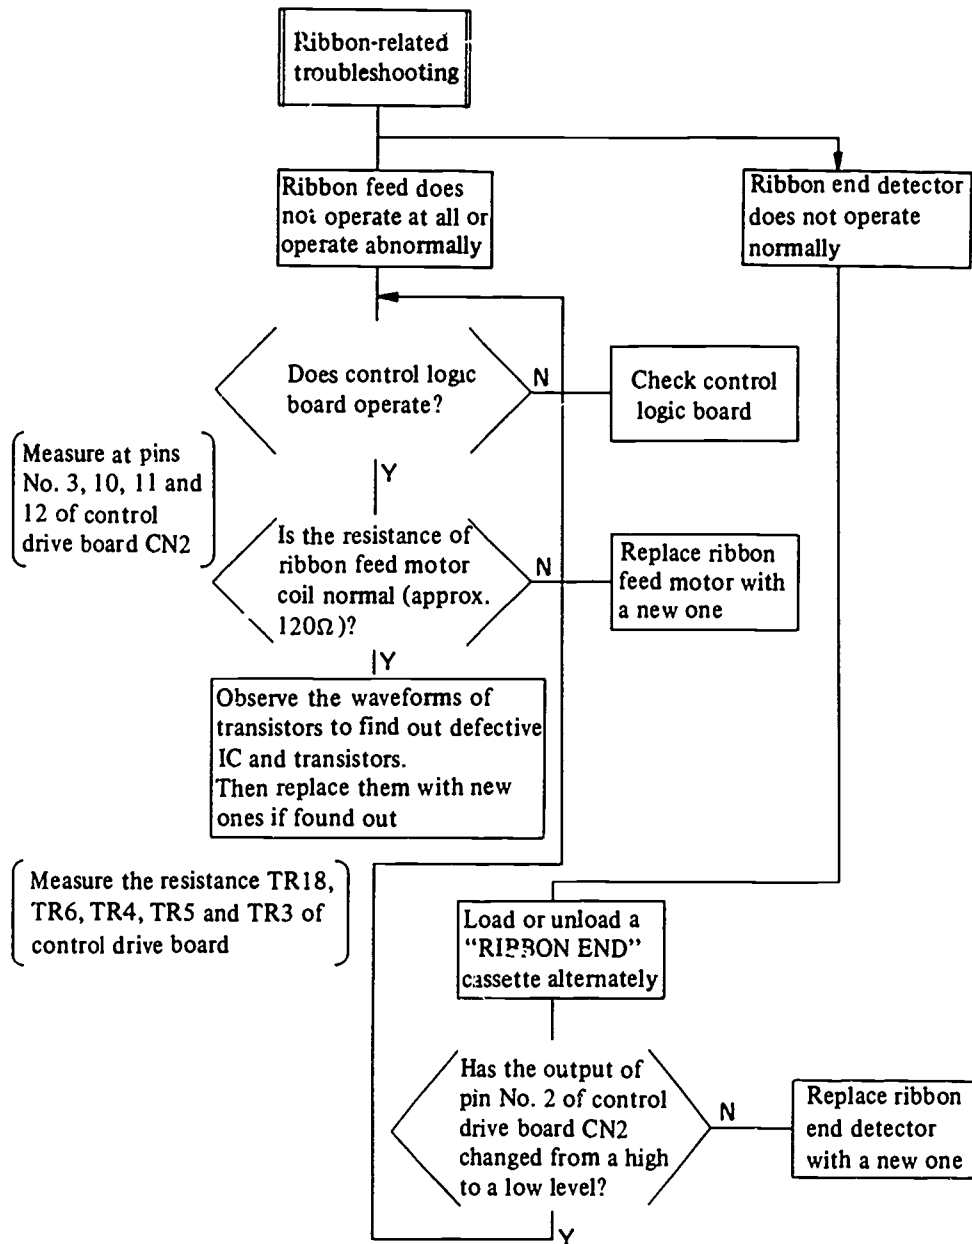 Ribbon-related
troubleshooting
Ribbon feed does
not operate at all or
operate abnormally
Ribbon end detector
does not operate
normally
Does control logic
board operate?
N
Check control
logic board
Y
Measure at pins
No. 3, 10, 11 and
12 of control
drive board CN2
Is the resistance of
ribbon feed motor
coil normal (approx.
120Ω)?
N
Replace ribbon
feed motor with
a new one
Y
Observe the waveforms of
transistors to find out defective
IC and transistors.
Then replace them with new
ones if found out
Measure the resistance TR18,
TR6, TR4, TR5 and TR3 of
control drive board
Load or unload a
“RIBBON END”
cassette alternately
Has the output of
pin No. 2 of control
drive board CN2
changed from a high
to a low level?
N
Replace ribbon
end detector
with a new one
Y